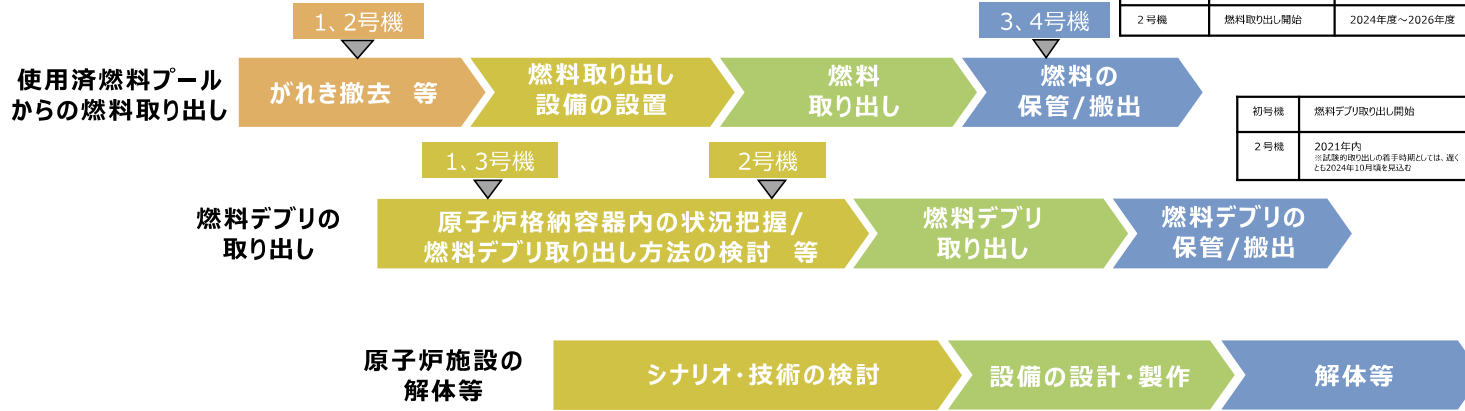 1、2号機
3、4号機
2号機 燃料取り出し開始 2024年度～2026年度
使用済燃料プール
からの燃料取り出し
がれき撤去 等
燃料取り出し
設備の設置
燃料
取り出し
燃料の
保管/搬出
初号機 燃料デブリ取り出し開始
2号機 2021年内
※試験的取り出しの着手時期としては、遅く
とも2024年10月頃を見込む
1、3号機
2号機
燃料デブリの
取り出し
原子炉格納容器内の状況把握/
燃料デブリ取り出し方法の検討 等
燃料デブリ
取り出し
燃料デブリの
保管/搬出
原子炉施設の
解体等
シナリオ・技術の検討
設備の設計・製作
解体等